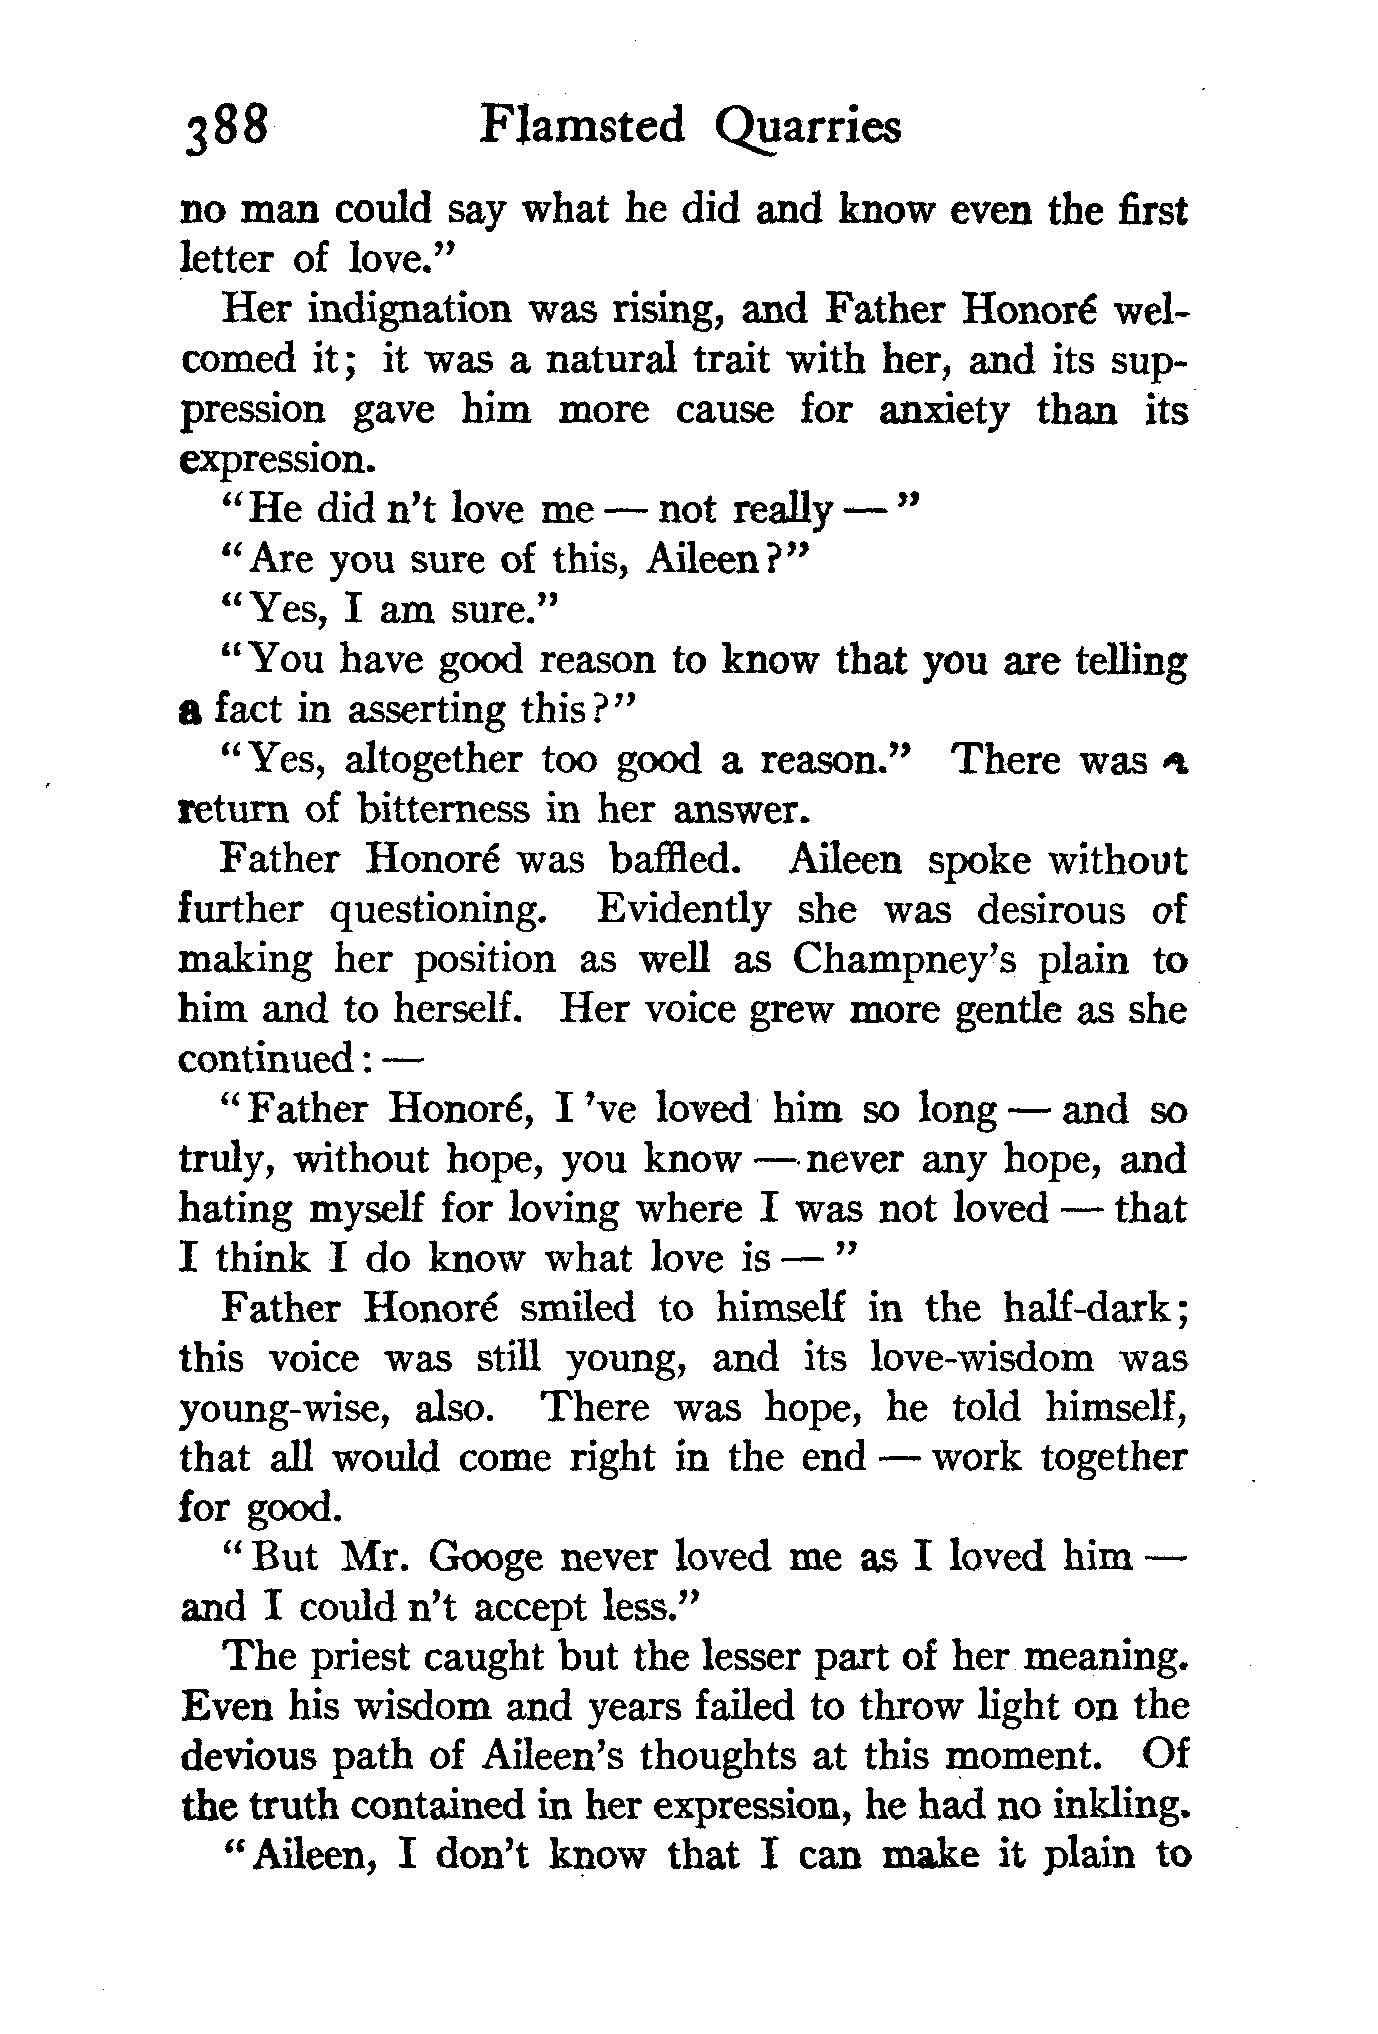 388 Flamsted Quarries
no man could say what he did and know even the first
letter of love."
Her indignation was rising, and Father Honoré wel-
comed it; it was a natural trait with her, and its sup-
pression gave him more cause for anxiety than its
expression.
"He did n't love me — not really — "
"Are you sure of this, Aileen?"
"Yes, I am sure."
"You have good reason to know that you are telling
a fact in asserting this?"
"Yes, altogether too good a reason." There was a
return of bitterness in her answer.
Father Honoré was baffled. Aileen spoke without
further questioning. Evidently she was desirous of
making her position as well as Champney's plain to
him and to herself. Her voice grew more gentle as she
continued: —
"Father Honoré, I 've loved him so long — and so
truly, without hope, you know — never any hope, and
hating myself for loving where I was not loved — that
I think I do know what love is — "
Father Honoré smiled to himself in the half-dark;
this voice was still young, and its love-wisdom was
young-wise, also. There was hope, he told himself,
that all would come right in the end — work together
for good.
"But Mr. Googe never loved me as I loved him —
and I could n't accept less."
The priest caught but the lesser part of her meaning.
Even his wisdom and years failed to throw light on the
devious path of Aileen's thoughts at this moment. Of
the truth contained in her expression, he had no inkling.
"Aileen, I don't know that I can make it plain to